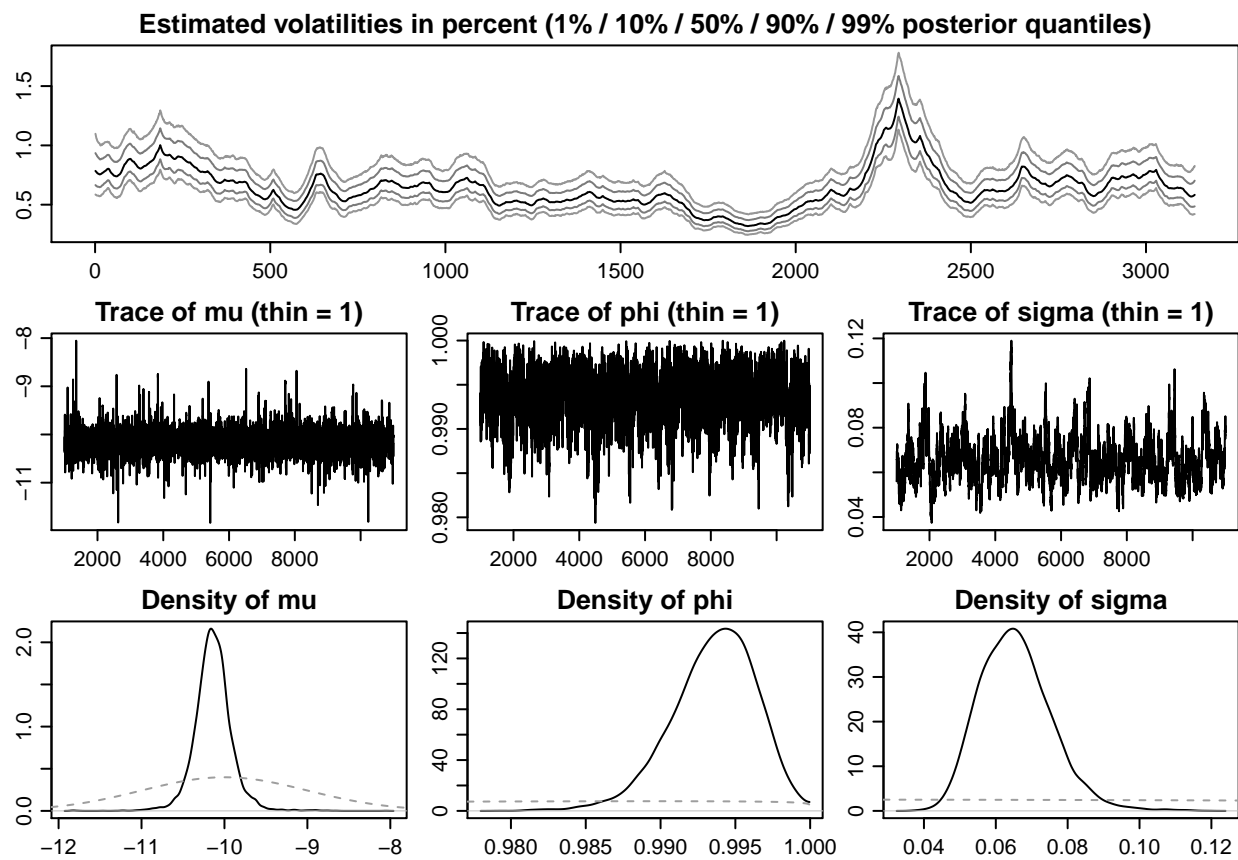 Estimated volatilities in percent (1% / 10% / 50% / 90% / 99% posterior quantiles)
0.5 1.0 1.5
0 500 1000 1500 2000 2500 3000
Trace of mu (thin = 1)
−11 −9 −8
2000 4000 6000 8000
Trace of phi (thin = 1)
0.980 0.990 1.000
2000 4000 6000 8000
Trace of sigma (thin = 1)
0.04 0.08 0.12
2000 4000 6000 8000
Density of mu
0.0 1.0 2.0
−12 −11 −10 −9 −8
Density of phi
0 40 80 120
0.980 0.985 0.990 0.995 1.000
Density of sigma
0 10 20 30 40
0.04 0.06 0.08 0.10 0.12